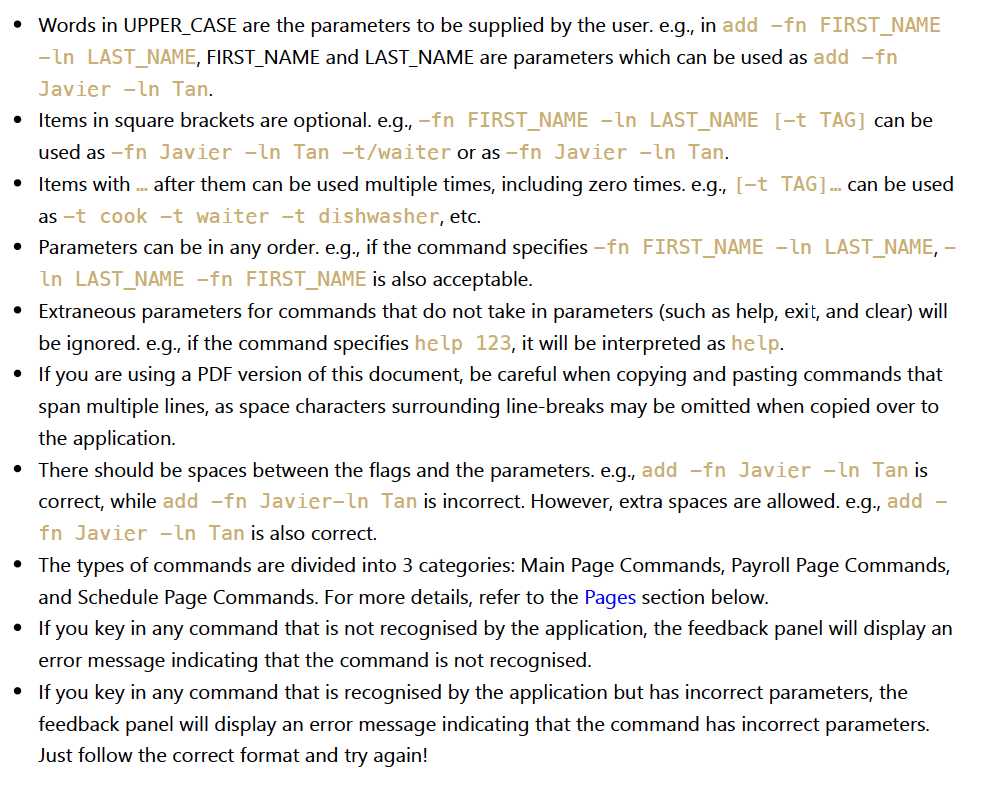 • Words in UPPER_CASE are the parameters to be supplied by the user. e.g., in add -fn FIRST_NAME
-ln LAST_NAME, FIRST_NAME and LAST_NAME are parameters which can be used as add -fn
Javier -ln Tan.
• Items in square brackets are optional. e.g., -fn FIRST_NAME -ln LAST_NAME [-t TAG] can be
used as -fn Javier -ln Tan -t/waiter or as -fn Javier -ln Tan.
• Items with … after them can be used multiple times, including zero times. e.g., [-t TAG]… can be used
as -t cook -t waiter -t dishwasher, etc.
• Parameters can be in any order. e.g., if the command specifies -fn FIRST_NAME -ln LAST_NAME, -
ln LAST_NAME -fn FIRST_NAME is also acceptable.
• Extraneous parameters for commands that do not take in parameters (such as help, exit, and clear) will
be ignored. e.g., if the command specifies help 123, it will be interpreted as help.
• If you are using a PDF version of this document, be careful when copying and pasting commands that
span multiple lines, as space characters surrounding line-breaks may be omitted when copied over to
the application.
• There should be spaces between the flags and the parameters. e.g., add -fn Javier -ln Tan is
correct, while add -fn Javier-ln Tan is incorrect. However, extra spaces are allowed. e.g., add -
fn Javier -ln Tan is also correct.
• The types of commands are divided into 3 categories: Main Page Commands, Payroll Page Commands,
and Schedule Page Commands. For more details, refer to the Pages section below.
• If you key in any command that is not recognised by the application, the feedback panel will display an
error message indicating that the command is not recognised.
• If you key in any command that is recognised by the application but has incorrect parameters, the
feedback panel will display an error message indicating that the command has incorrect parameters.
Just follow the correct format and try again!